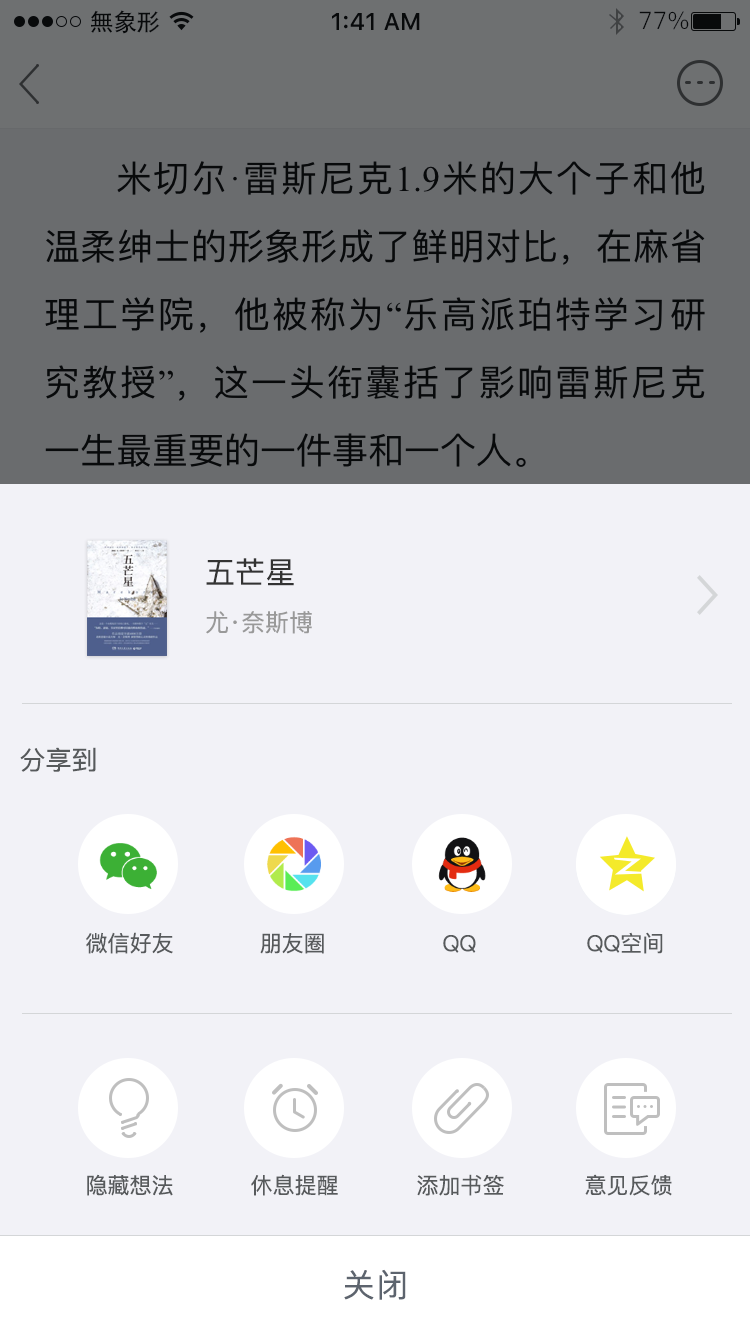 無象形
1:41 AM
77%
米切尔·雷斯尼克1.9米的大个子和他
温柔绅士的形象形成了鲜明对比，在麻省
理工学院，他被称为“乐高派珀特学习研
究教授”，这一头衔囊括了影响雷斯尼克
一生最重要的一件事和一个人。
五芒星
五芒星
尤·奈斯博
分享到
微信好友
朋友圈
QQ
QQ空间
隐藏想法
休息提醒
添加书签
意见反馈
关闭